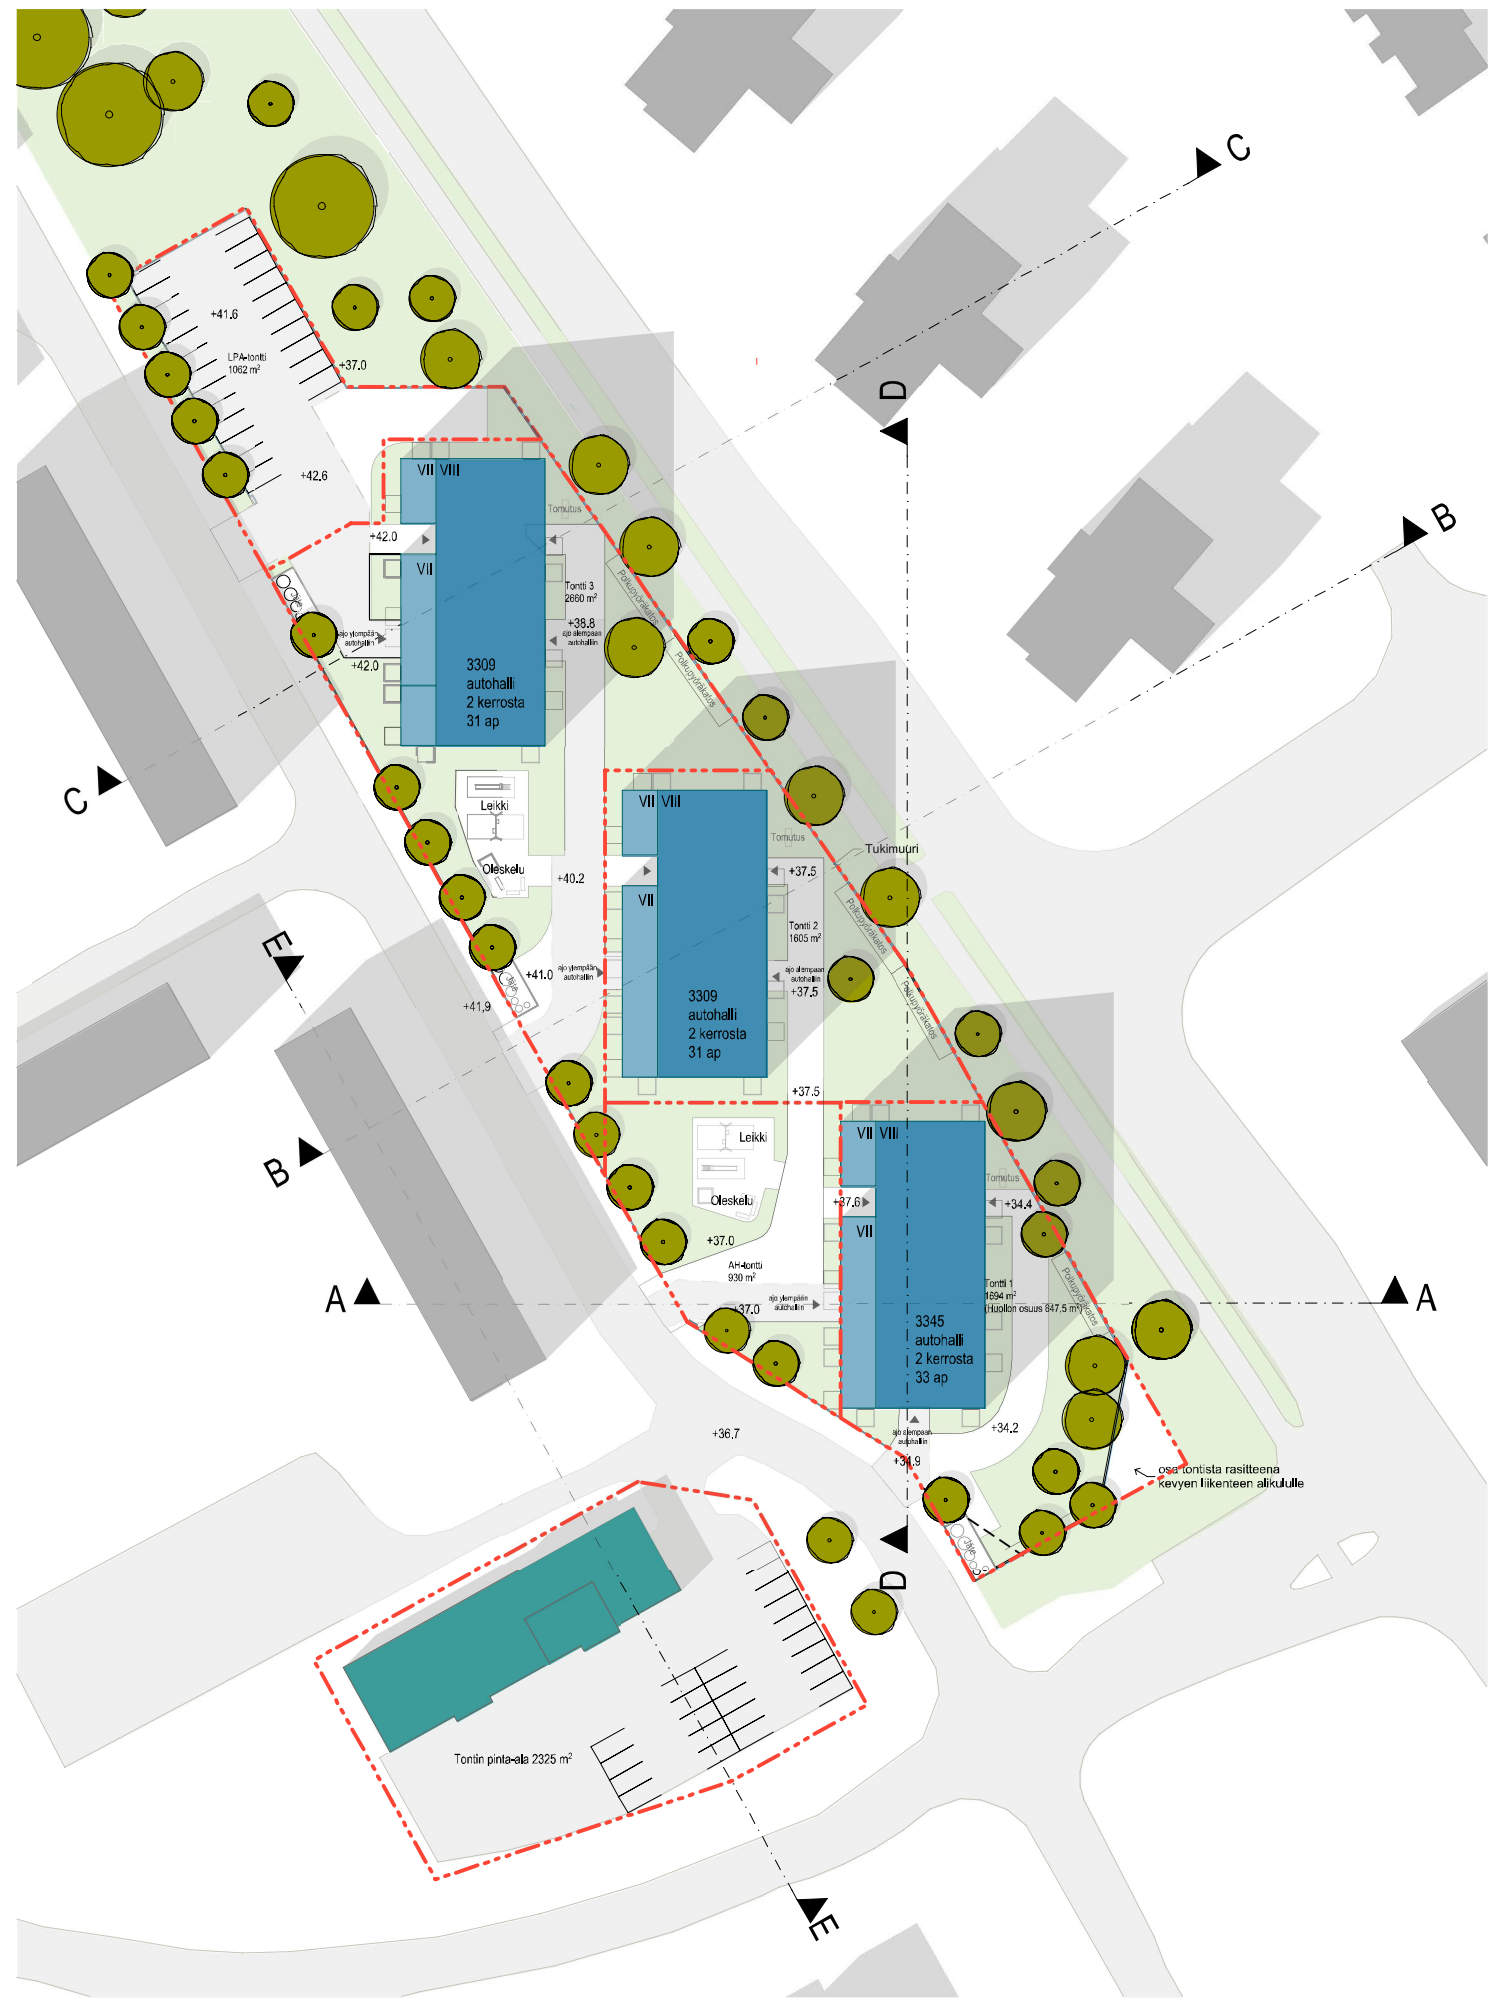 C
+41.6
LPA-tontti
1062 m²
+37.0
D
VII
VIII
+42.6
Tomutus
B
+42.0
VII
Tontti 3
2660 m²
Polkupyöräkatos
Jäte
+38.8
ajo ylempään
autohalliin
ajo alempaan
autohalliin
+42.0
3309
autohalli
2 kerrosta
31 ap
Polkupyöräkatos
C
Leikki
VII
VIII
Tomutus
Tukimuuri
Oleskelu
+40.2
+37.5
VII
Polkupyöräkatos
Tontti 2
1605 m²
E
+41.0
ajo ylempään
autohalliin
ajo alempaan
autohalliin
Jäte
+41,9
+37.5
3309
autohalli
2 kerrosta
31 ap
Polkupyöräkatos
+37.5
B
Leikki
VII
VIII
Tomutus
Oleskelu
+37.6
+34.4
VII
+37.0
AH-tontti
930 m²
Polkupyöräkatos
Tontti 1
1694 m²
(Huollon osuus 847,5 m²)
A
ajo ylempään
autohalliin
+37.0
A
3345
autohalli
2 kerrosta
33 ap
+36.7
ajo alempaan
autohalliin
+34.2
+34.9
osa tontista rasitteena
kevyen liikenteen alikululle
Jäte
D
Tontin pinta-ala 2325 m²
E